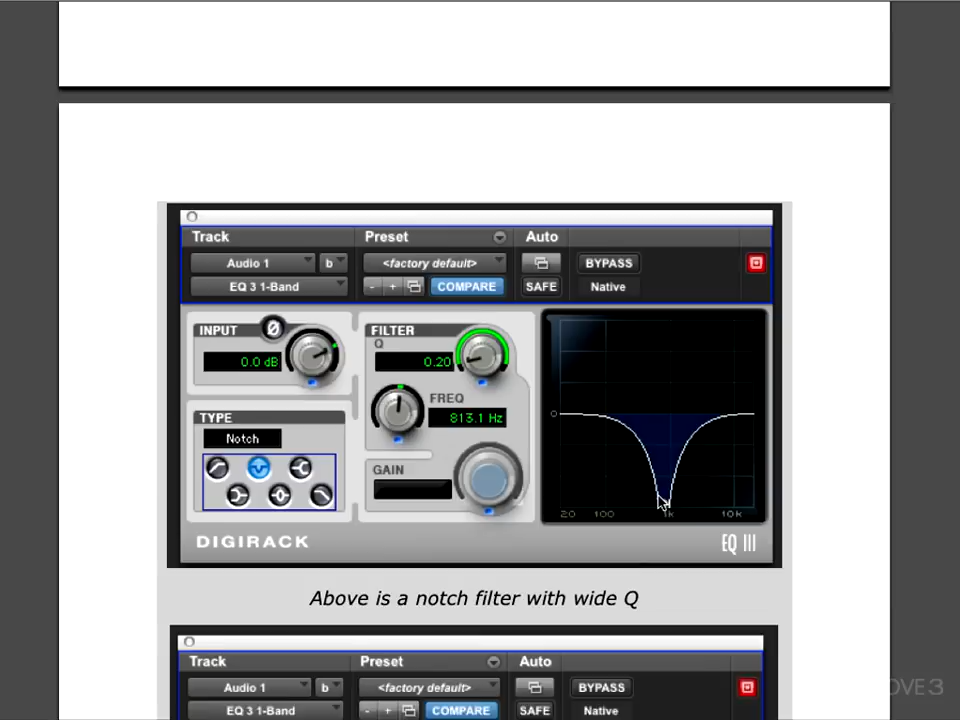 Track Preset Auto
Audio 1 b <factory default> BYPASS
EQ 3 1-Band - + COMPARE SAFE Native
INPUT Ø FILTER
Q
0.0 dB 0.20
FREQ
TYPE 813.1 Hz
0
Notch
GAIN
20 100 1k 10k
DIGIRACK EQ III
Above is a notch filter with wide Q
Track Preset Auto
Audio 1 b <factory default> BYPASS
EQ 3 1-Band - + COMPARE SAFE Native
OVE3